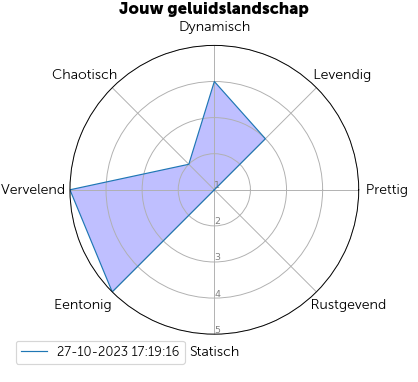 Jouw geluidslandschap
Dynamisch
Chaotisch
Levendig
Vervelend
1
Prettig
2
3
4
Eentonig
Rustgevend
5
27-10-2023 17:19:16
Statisch